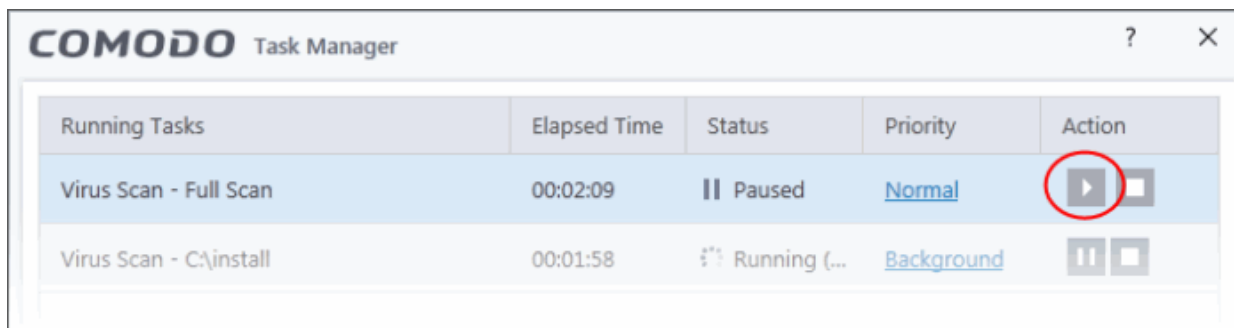 COMODO Task Manager ? X
Running Tasks Elapsed Time Status Priority Action
Virus Scan - Full Scan 00:02:09 Paused Normal
Virus Scan - C:\install 00:01:58 Running (... Background